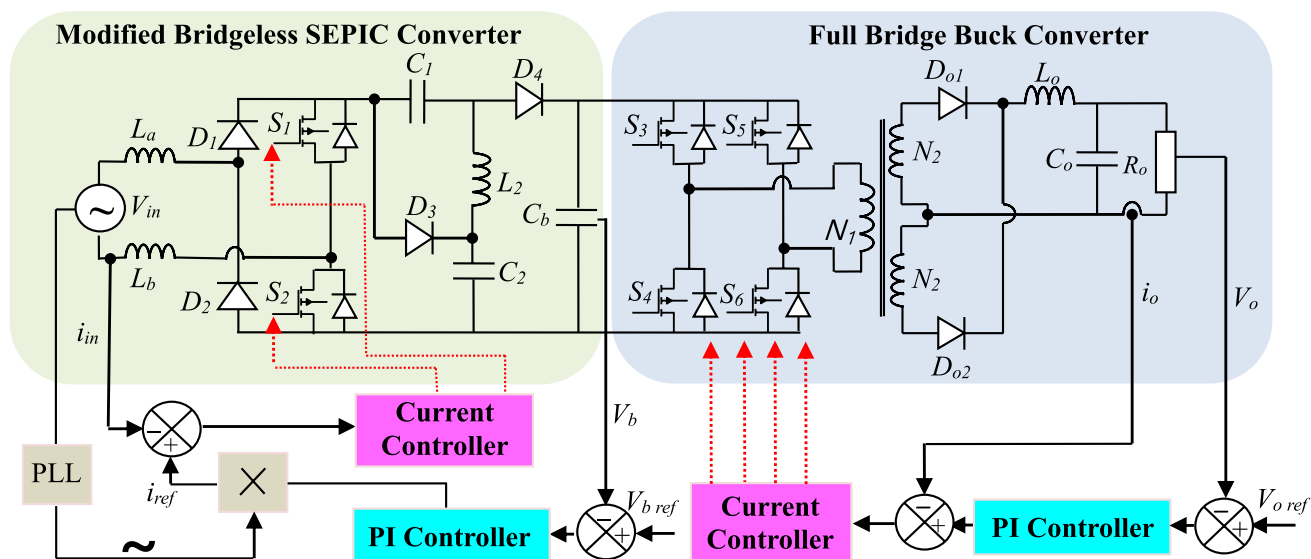 Modified Bridgeless SEPIC Converter
Full Bridge Buck Converter
C1
D4
Do1
Lo
La
D1
S1
S3
S5
N2
Co
Ro
Vin
L2
D3
Cb
N1
Lb
D2
S2
C2
S4
S6
N2
io
Vo
iin
Do2
Current
Controller
Vb
PLL
iref
×
Vb ref
Current
Controller
Vo ref
PI Controller
PI Controller